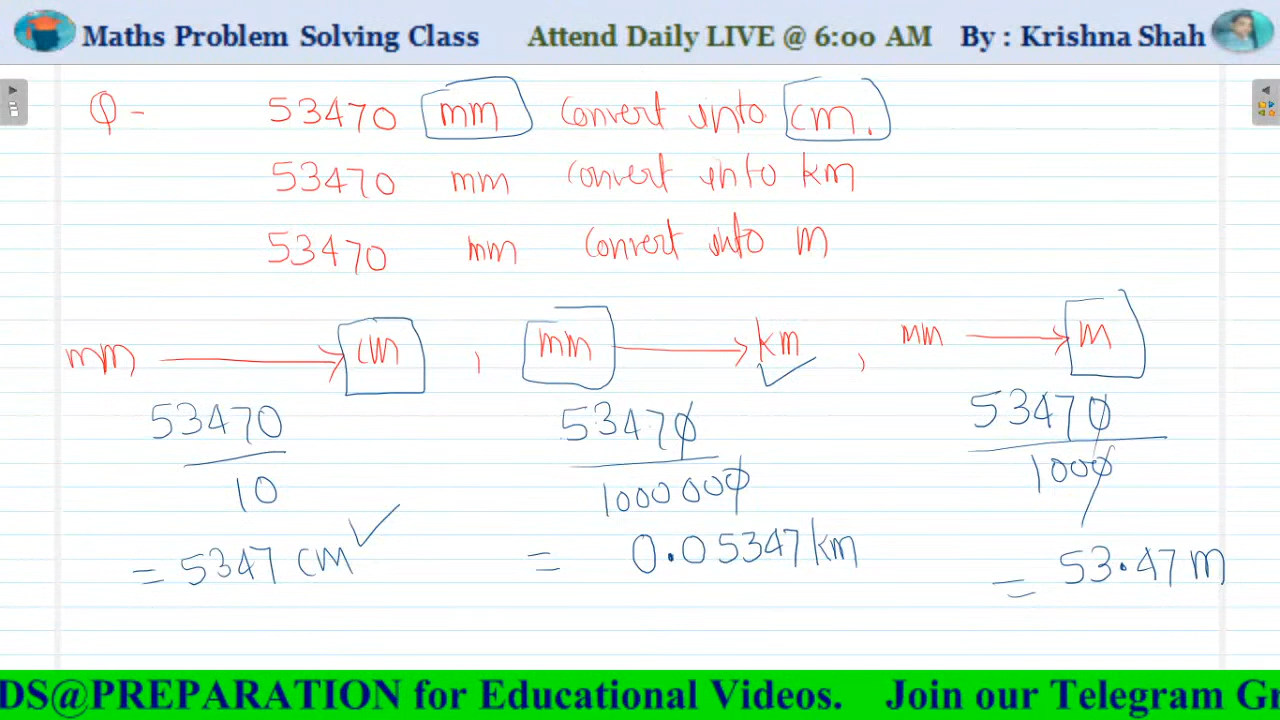 Maths Problem Solving Class Attend Daily LIVE @ 6:00 AM By : Krishna Shah
Q - 53470 mm convert into cm.
53470 mm convert into km
53470 mm convert into m
mm → cm , mm → km , mm → m
53470 53470 53470
10 1000000 1000
= 5347 cm = 0.05347 km = 53.47 m
DS@PREPARATION for Educational Videos. Join our Telegram Gr